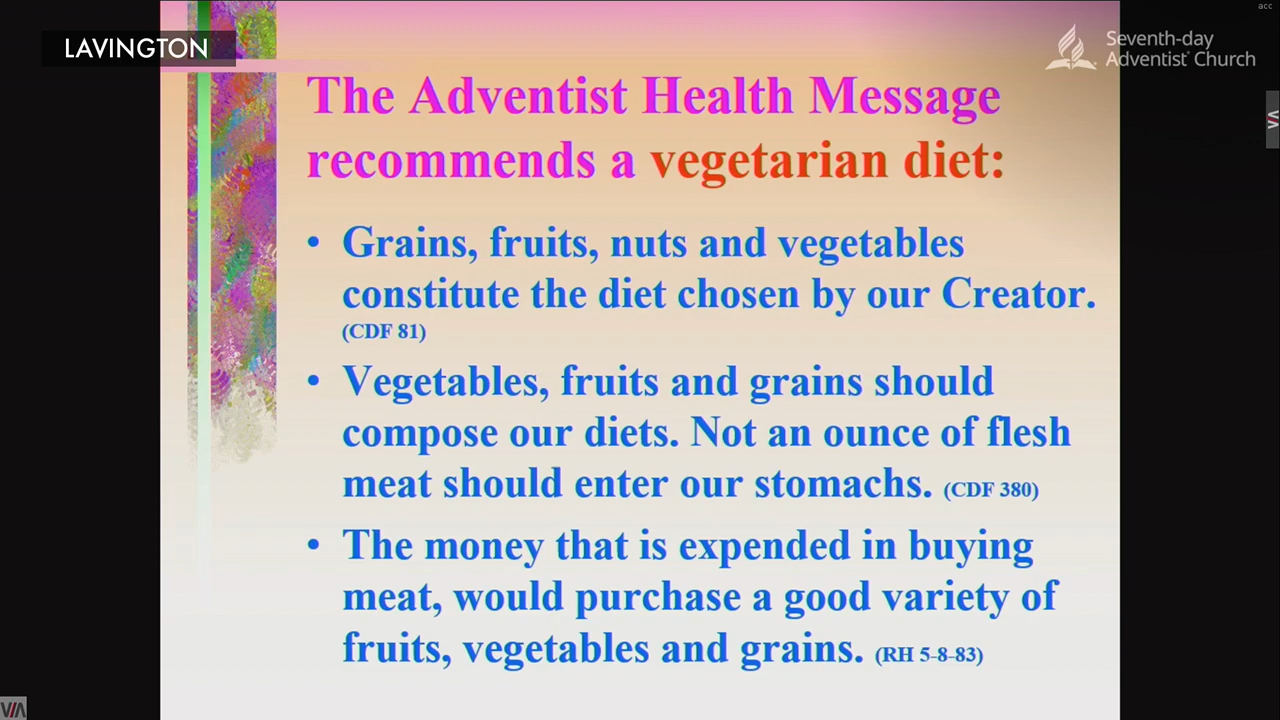 acc
LAVINGTON
Seventh-day
Adventist® Church
The Adventist Health Message
recommends a vegetarian diet:
• Grains, fruits, nuts and vegetables
constitute the diet chosen by our Creator.
(CDF 81)
• Vegetables, fruits and grains should
compose our diets. Not an ounce of flesh
meat should enter our stomachs. (CDF 380)
• The money that is expended in buying
meat, would purchase a good variety of
fruits, vegetables and grains. (RH 5-8-83)